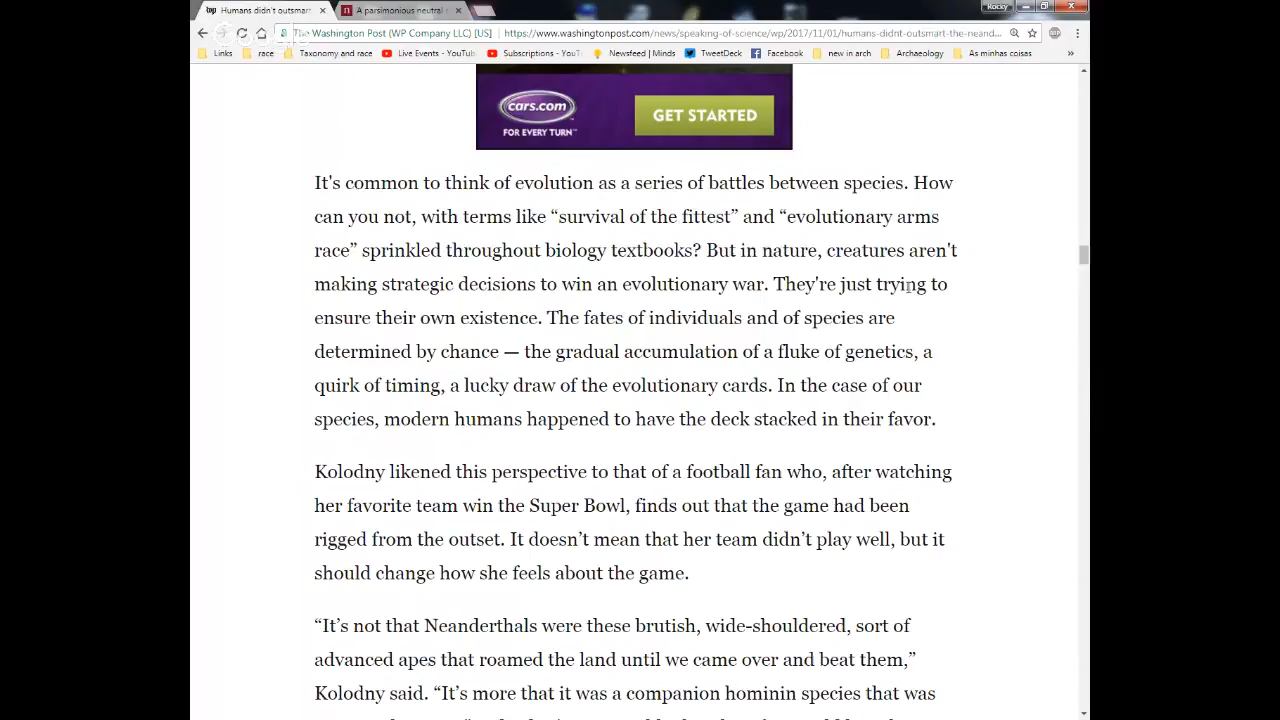 Humans didn't outsmar
A parsimonious neutral
Rocky
The Washington Post (WP Company LLC) [US]
https://www.washingtonpost.com/news/speaking-of-science/wp/2017/11/01/humans-didnt-outsmart-the-neand...
Links
race
Taxonomy and race
Live Events - YouTu
Subscriptions - YouT
Newsfeed | Minds
TweetDeck
Facebook
new in arch
Archaeology
As minhas coisas
»
cars.com
FOR EVERY TURN™
GET STARTED
It's common to think of evolution as a series of battles between species. How
can you not, with terms like “survival of the fittest” and “evolutionary arms
race” sprinkled throughout biology textbooks? But in nature, creatures aren't
making strategic decisions to win an evolutionary war. They're just trying to
ensure their own existence. The fates of individuals and of species are
determined by chance — the gradual accumulation of a fluke of genetics, a
quirk of timing, a lucky draw of the evolutionary cards. In the case of our
species, modern humans happened to have the deck stacked in their favor.
Kolodny likened this perspective to that of a football fan who, after watching
her favorite team win the Super Bowl, finds out that the game had been
rigged from the outset. It doesn’t mean that her team didn’t play well, but it
should change how she feels about the game.
“It’s not that Neanderthals were these brutish, wide-shouldered, sort of
advanced apes that roamed the land until we came over and beat them,”
Kolodny said. “It’s more that it was a companion hominin species that was